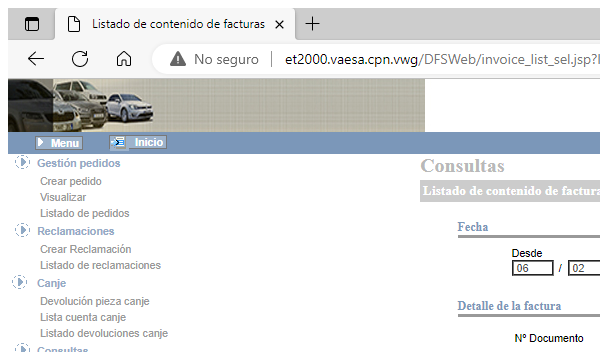 Listado de contenido de facturas
No seguro
et2000.vaesa.cpn.vwg/DFSWeb/invoice_list_sel.jsp?
Menu
Inicio
Gestión pedidos
Crear pedido
Visualizar
Listado de pedidos
Reclamaciones
Crear Reclamación
Listado de reclamaciones
Canje
Devolución pieza canje
Lista cuenta canje
Listado devoluciones canje
Consultas
Consultas
Listado de contenido de factura
Fecha
Desde
06 / 02
Detalle de la factura
Nº Documento